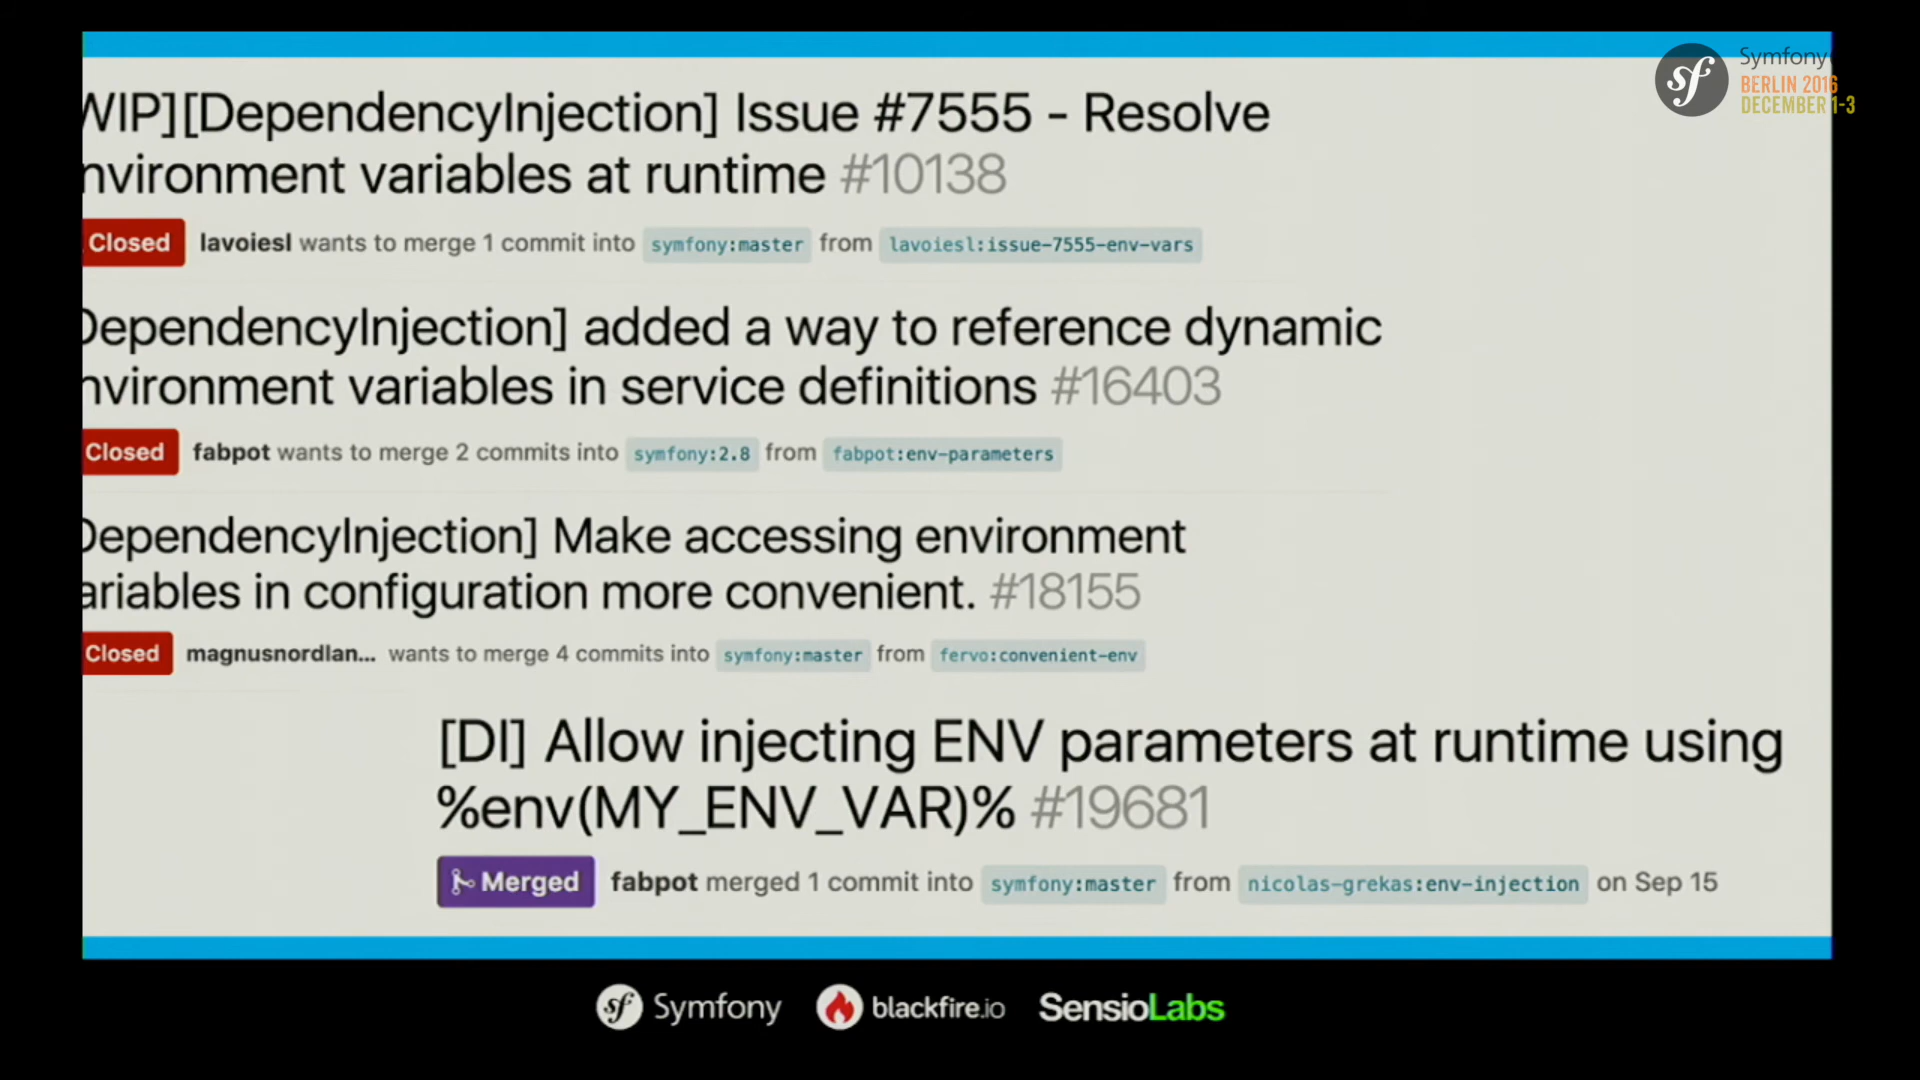 WIP][DependencyInjection] Issue #7555 - Resolve
nvironment variables at runtime #10138
Closed lavoiesl wants to merge 1 commit into symfony:master from lavoiesl:issue-7555-env-vars
DependencyInjection] added a way to reference dynamic
nvironment variables in service definitions #16403
Closed fabpot wants to merge 2 commits into symfony:2.8 from fabpot:env-parameters
DependencyInjection] Make accessing environment
ariables in configuration more convenient. #18155
Closed magnusnordlan... wants to merge 4 commits into symfony:master from fervo:convenient-env
[DI] Allow injecting ENV parameters at runtime using
%env(MY_ENV_VAR)% #19681
Merged fabpot merged 1 commit into symfony:master from nicolas-grekas:env-injection on Sep 15
sf Symfony
BERLIN 2016
DECEMBER 1-3
sf Symfony blackfire.io SensioLabs